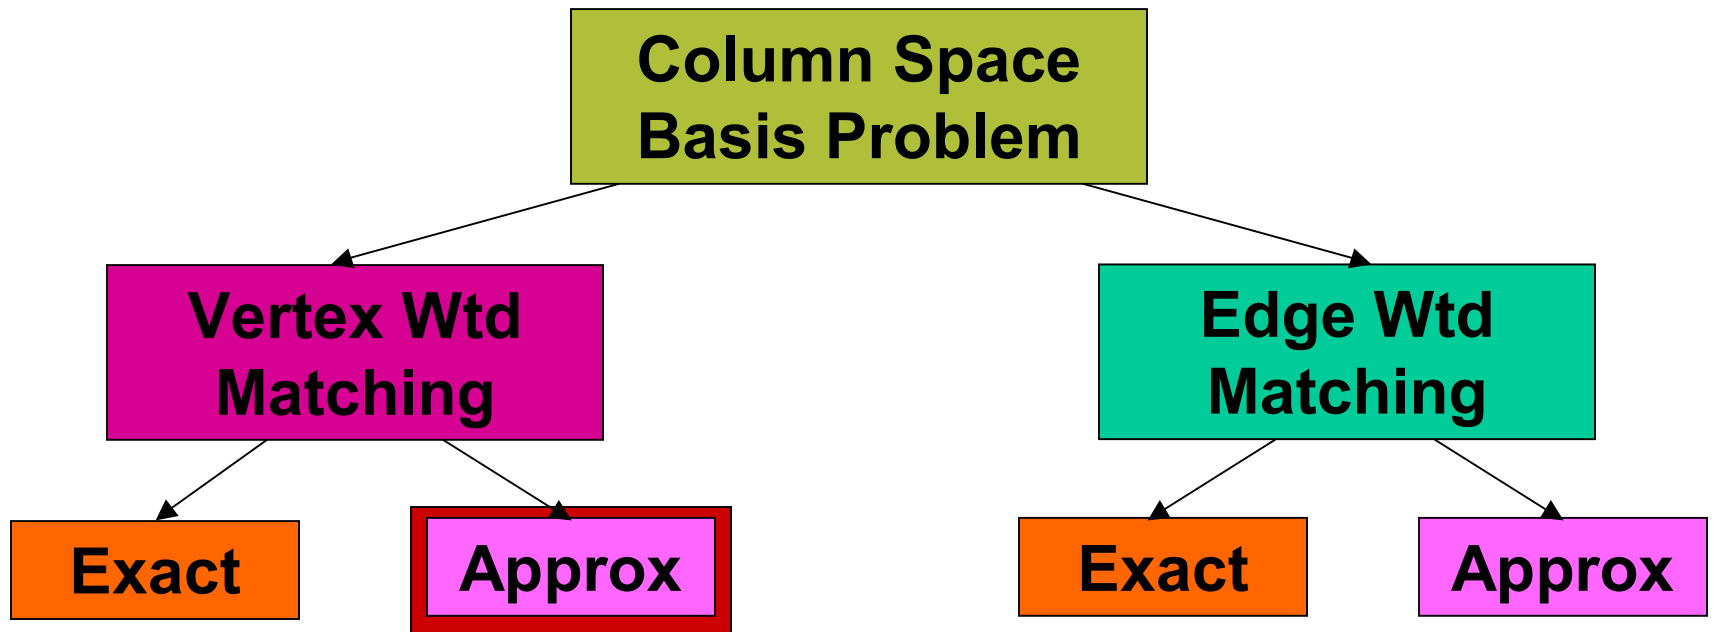 Column Space
Basis Problem
Vertex Wtd
Matching
Edge Wtd
Matching
Exact
Approx
Exact
Approx